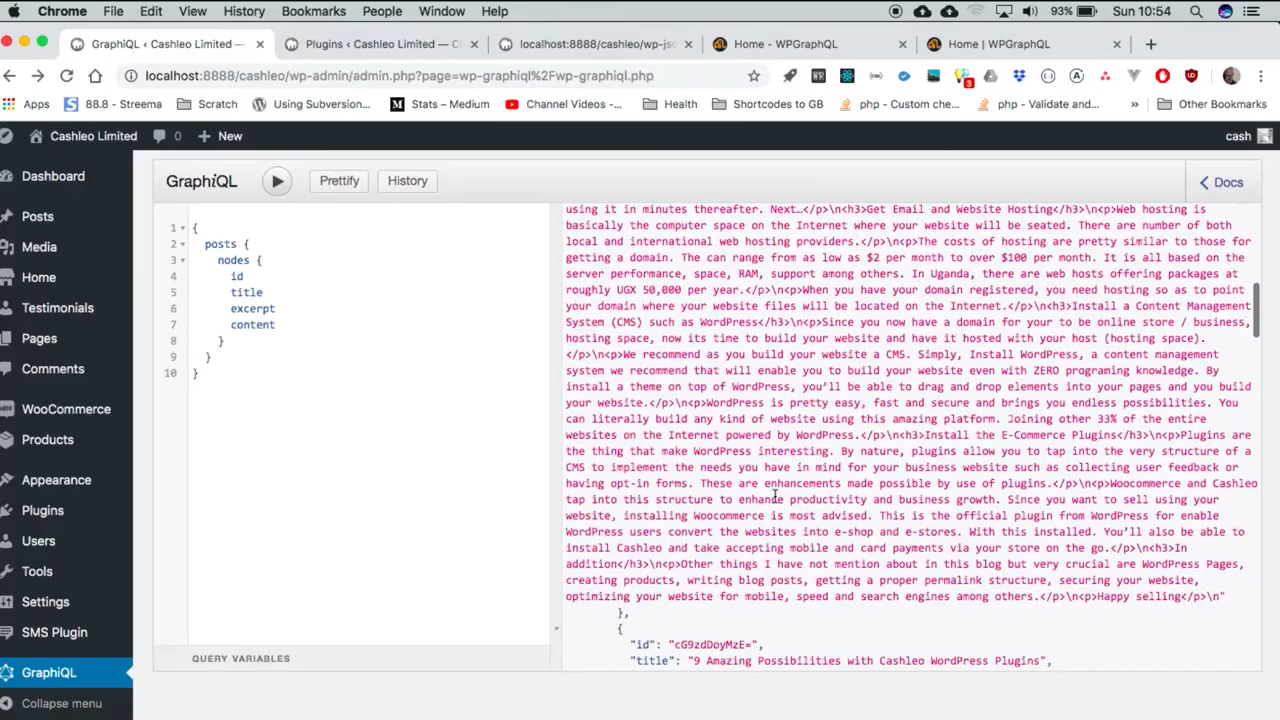 Chrome File Edit View History Bookmarks People Window Help 93% Sun 10:54
GraphiQL ‹ Cashleo Limited — Plugins ‹ Cashleo Limited — C localhost:8888/cashleo/wp-js Home - WPGraphQL Home | WPGraphQL
localhost:8888/cashleo/wp-admin/admin.php?page=wp-graphiql%2Fwp-graphiql.php
Apps 88.8 - Streema Scratch Using Subversion... Stats – Medium Channel Videos -... Health Shortcodes to GB php - Custom che... php - Validate and... » Other Bookmarks
Cashleo Limited 0 New cash
Dashboard
Posts
Media
Home
Testimonials
Pages
Comments
WooCommerce
Products
Appearance
Plugins
Users
Tools
Settings
SMS Plugin
GraphiQL
Collapse menu
GraphiQL Prettify History Docs
1 {
2 posts {
3 nodes {
4 id
5 title
6 excerpt
7 content
8 }
9 }
10 }
QUERY VARIABLES
using it in minutes thereafter. Next…</p>\n<h3>Get Email and Website Hosting</h3>\n<p>Web hosting is
basically the computer space on the Internet where your website will be seated. There are number of both
local and international web hosting providers.</p>\n<p>The costs of hosting are pretty similar to those for
getting a domain. The can range from as low as $2 per month to over $100 per month. It is all based on the
server performance, space, RAM, support among others. In Uganda, there are web hosts offering packages at
roughly UGX 50,000 per year.</p>\n<p>When you have your domain registered, you need hosting so as to point
your domain where your website files will be located on the Internet.</p>\n<h3>Install a Content Management
System (CMS) such as WordPress</h3>\n<p>Since you now have a domain for your to be online store / business,
hosting space, now its time to build your website and have it hosted with your host (hosting space).
</p>\n<p>We recommend as you build your website a CMS. Simply, Install WordPress, a content management
system we recommend that will enable you to build your website even with ZERO programing knowledge. By
install a theme on top of WordPress, you’ll be able to drag and drop elements into your pages and you build
your website.</p>\n<p>WordPress is pretty easy, fast and secure and brings you endless possibilities. You
can literally build any kind of website using this amazing platform. Joining other 33% of the entire
websites on the Internet powered by WordPress.</p>\n<h3>Install the E-Commerce Plugins</h3>\n<p>Plugins are
the thing that make WordPress interesting. By nature, plugins allow you to tap into the very structure of a
CMS to implement the needs you have in mind for your business website such as collecting user feedback or
having opt-in forms. These are enhancements made possible by use of plugins.</p>\n<p>Woocommerce and Cashleo
tap into this structure to enhance productivity and business growth. Since you want to sell using your
website, installing Woocommerce is most advised. This is the official plugin from WordPress for enable
WordPress users convert the websites into e-shop and e-stores. With this installed. You’ll also be able to
install Cashleo and take accepting mobile and card payments via your store on the go.</p>\n<h3>In
addition</h3>\n<p>Other things I have not mention about in this blog but very crucial are WordPress Pages,
creating products, writing blog posts, getting a proper permalink structure, securing your website,
optimizing your website for mobile, speed and search engines among others.</p>\n<p>Happy selling</p>\n"
},
{
"id": "cG9zdDoyMzE=",
"title": "9 Amazing Possibilities with Cashleo WordPress Plugins",